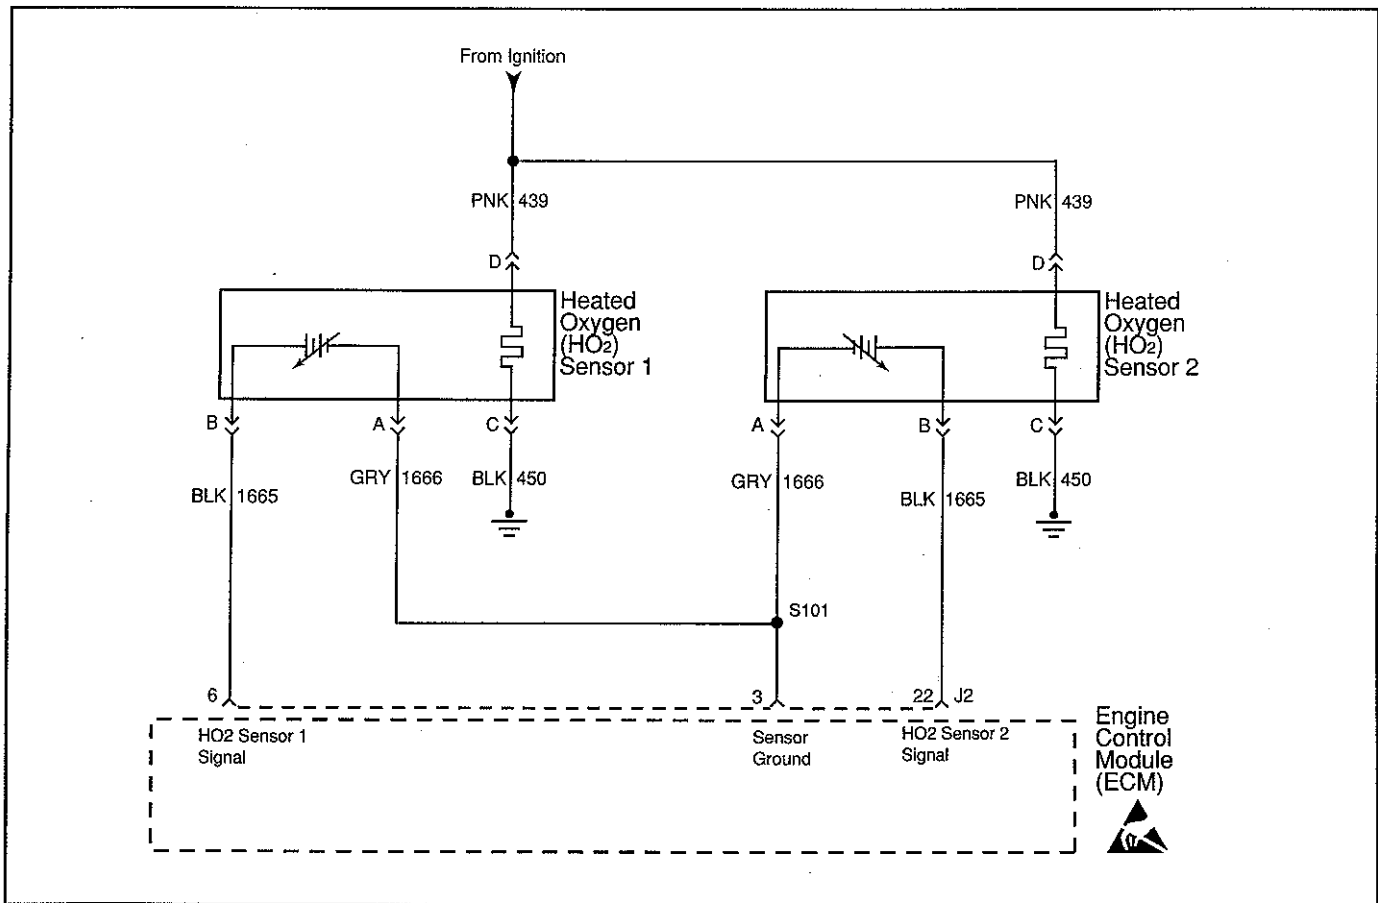 From Ignition
PNK 439
PNK 439
D
D
Heated
Oxygen
(HO2)
Sensor 1
Heated
Oxygen
(HO2)
Sensor 2
B
A
C
A
B
C
BLK 1665
GRY 1666
BLK 450
GRY 1666
BLK 1665
BLK 450
S101
6
3
22 J2
HO2 Sensor 1
Signal
Sensor
Ground
HO2 Sensor 2
Signal
Engine
Control
Module
(ECM)